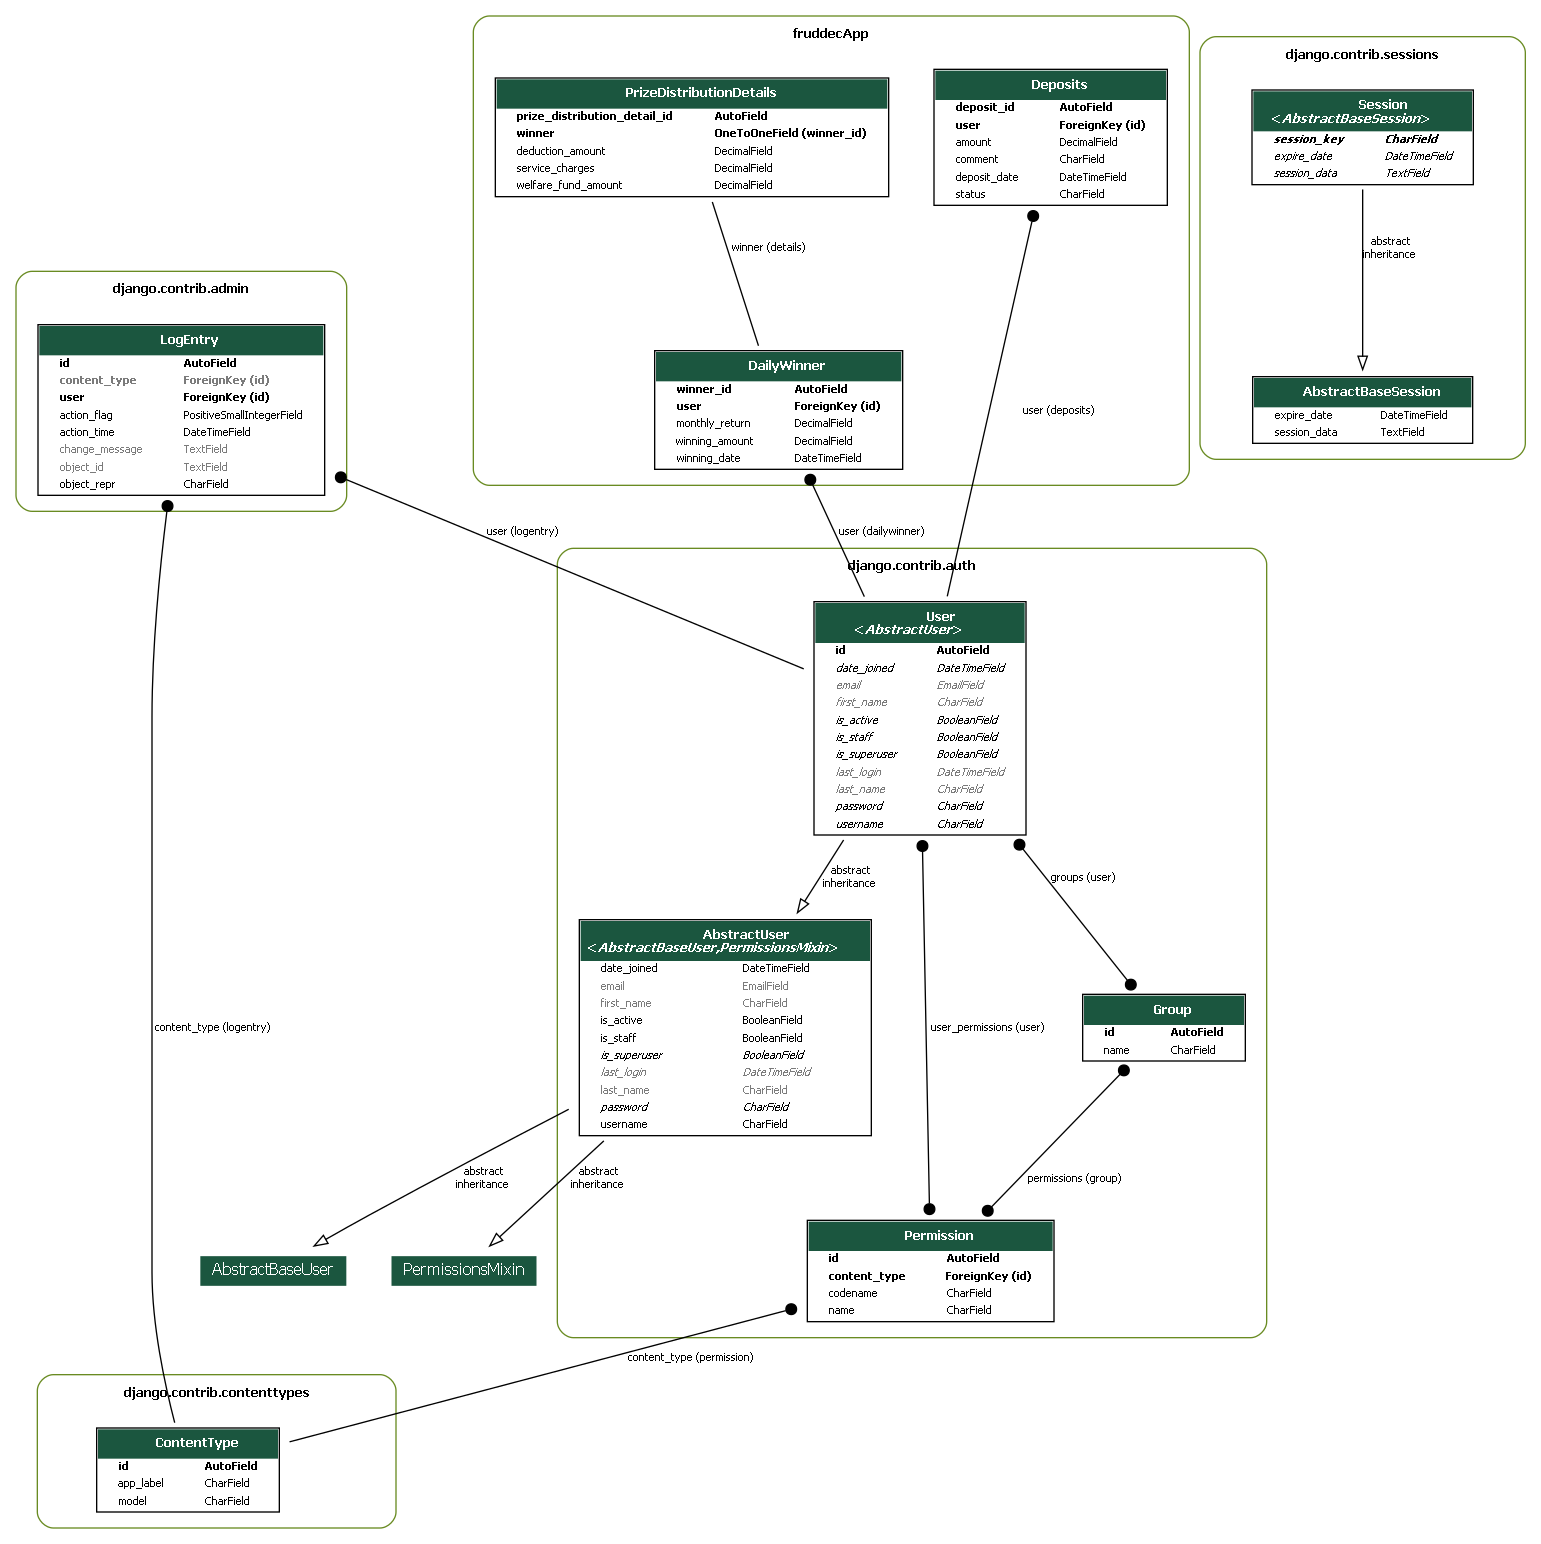 fruddecApp
PrizeDistributionDetails
prize_distribution_detail_id AutoField
winner OneToOneField (winner_id)
deduction_amount DecimalField
service_charges DecimalField
welfare_fund_amount DecimalField
Deposits
deposit_id AutoField
user ForeignKey (id)
amount DecimalField
comment CharField
deposit_date DateTimeField
status CharField
winner (details)
DailyWinner
winner_id AutoField
user ForeignKey (id)
monthly_return DecimalField
winning_amount DecimalField
winning_date DateTimeField
user (deposits)
django.contrib.sessions
Session
<AbstractBaseSession>
session_key CharField
expire_date DateTimeField
session_data TextField
abstract
inheritance
AbstractBaseSession
expire_date DateTimeField
session_data TextField
django.contrib.admin
LogEntry
id AutoField
content_type ForeignKey (id)
user ForeignKey (id)
action_flag PositiveSmallIntegerField
action_time DateTimeField
change_message TextField
object_id TextField
object_repr CharField
user (logentry)
user (dailywinner)
django.contrib.auth
User
<AbstractUser>
id AutoField
date_joined DateTimeField
email EmailField
first_name CharField
is_active BooleanField
is_staff BooleanField
is_superuser BooleanField
last_login DateTimeField
last_name CharField
password CharField
username CharField
abstract
inheritance
groups (user)
AbstractUser
<AbstractBaseUser,PermissionsMixin>
date_joined DateTimeField
email EmailField
first_name CharField
is_active BooleanField
is_staff BooleanField
is_superuser BooleanField
last_login DateTimeField
last_name CharField
password CharField
username CharField
user_permissions (user)
Group
id AutoField
name CharField
content_type (logentry)
abstract
inheritance
abstract
inheritance
permissions (group)
AbstractBaseUser
PermissionsMixin
Permission
id AutoField
content_type ForeignKey (id)
codename CharField
name CharField
content_type (permission)
django.contrib.contenttypes
ContentType
id AutoField
app_label CharField
model CharField